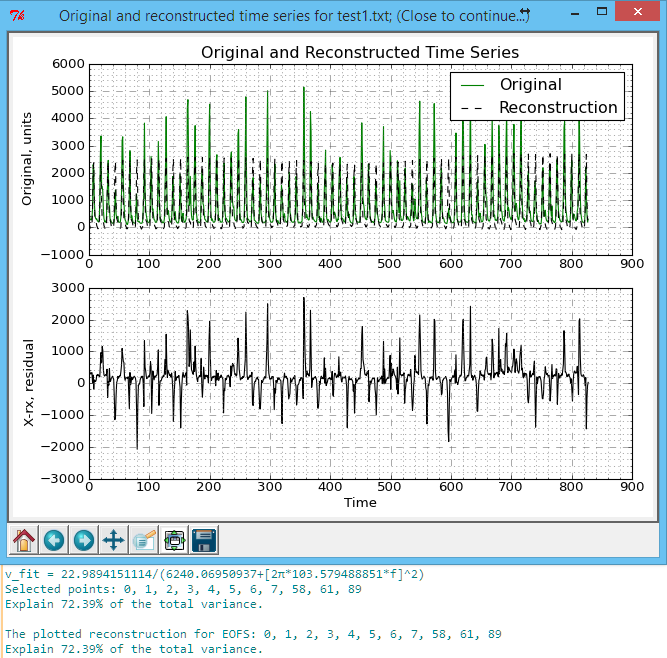 Original and reconstructed time series for test1.txt; (Close to continue...)
Original and Reconstructed Time Series
6000
5000
4000
3000
2000
1000
0
−1000
Original, units
Original
Reconstruction
0 100 200 300 400 500 600 700 800 900
3000
2000
1000
0
−1000
−2000
−3000
X-rx, residual
0 100 200 300 400 500 600 700 800 900
Time
v_fit = 22.9894151114/(6240.06950937+[2π*103.579488851*f]^2)
Selected points: 0, 1, 2, 3, 4, 5, 6, 7, 58, 61, 89
Explain 72.39% of the total variance.
The plotted reconstruction for EOFS: 0, 1, 2, 3, 4, 5, 6, 7, 58, 61, 89
Explain 72.39% of the total variance.